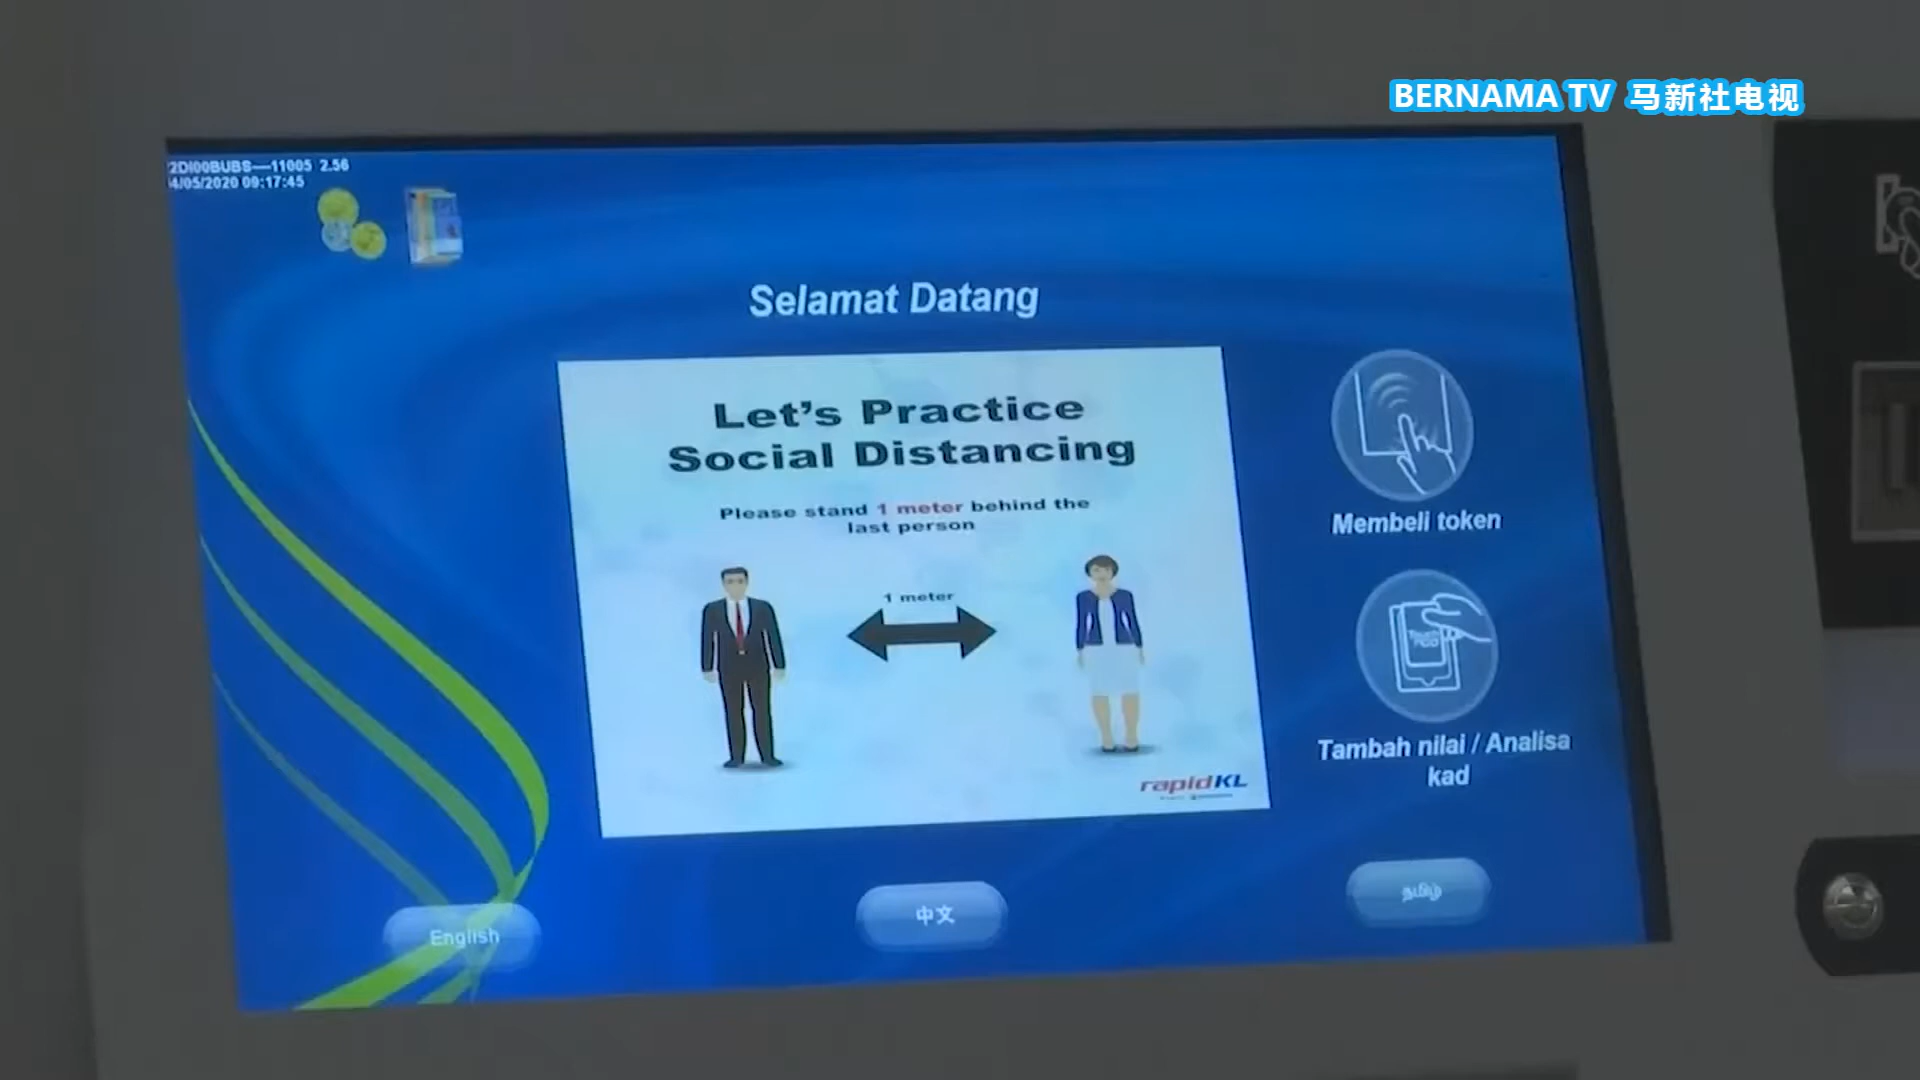 BERNAMA TV 马新社电视
2DI00BUBS—11005 2.56
4/05/2020 09:17:45
Selamat Datang
Let's Practice
Social Distancing
Please stand 1 meter behind the
last person
1 meter
rapidKL
Membeli token
Tambah nilai / Analisa
kad
English
中文
தமிழ்